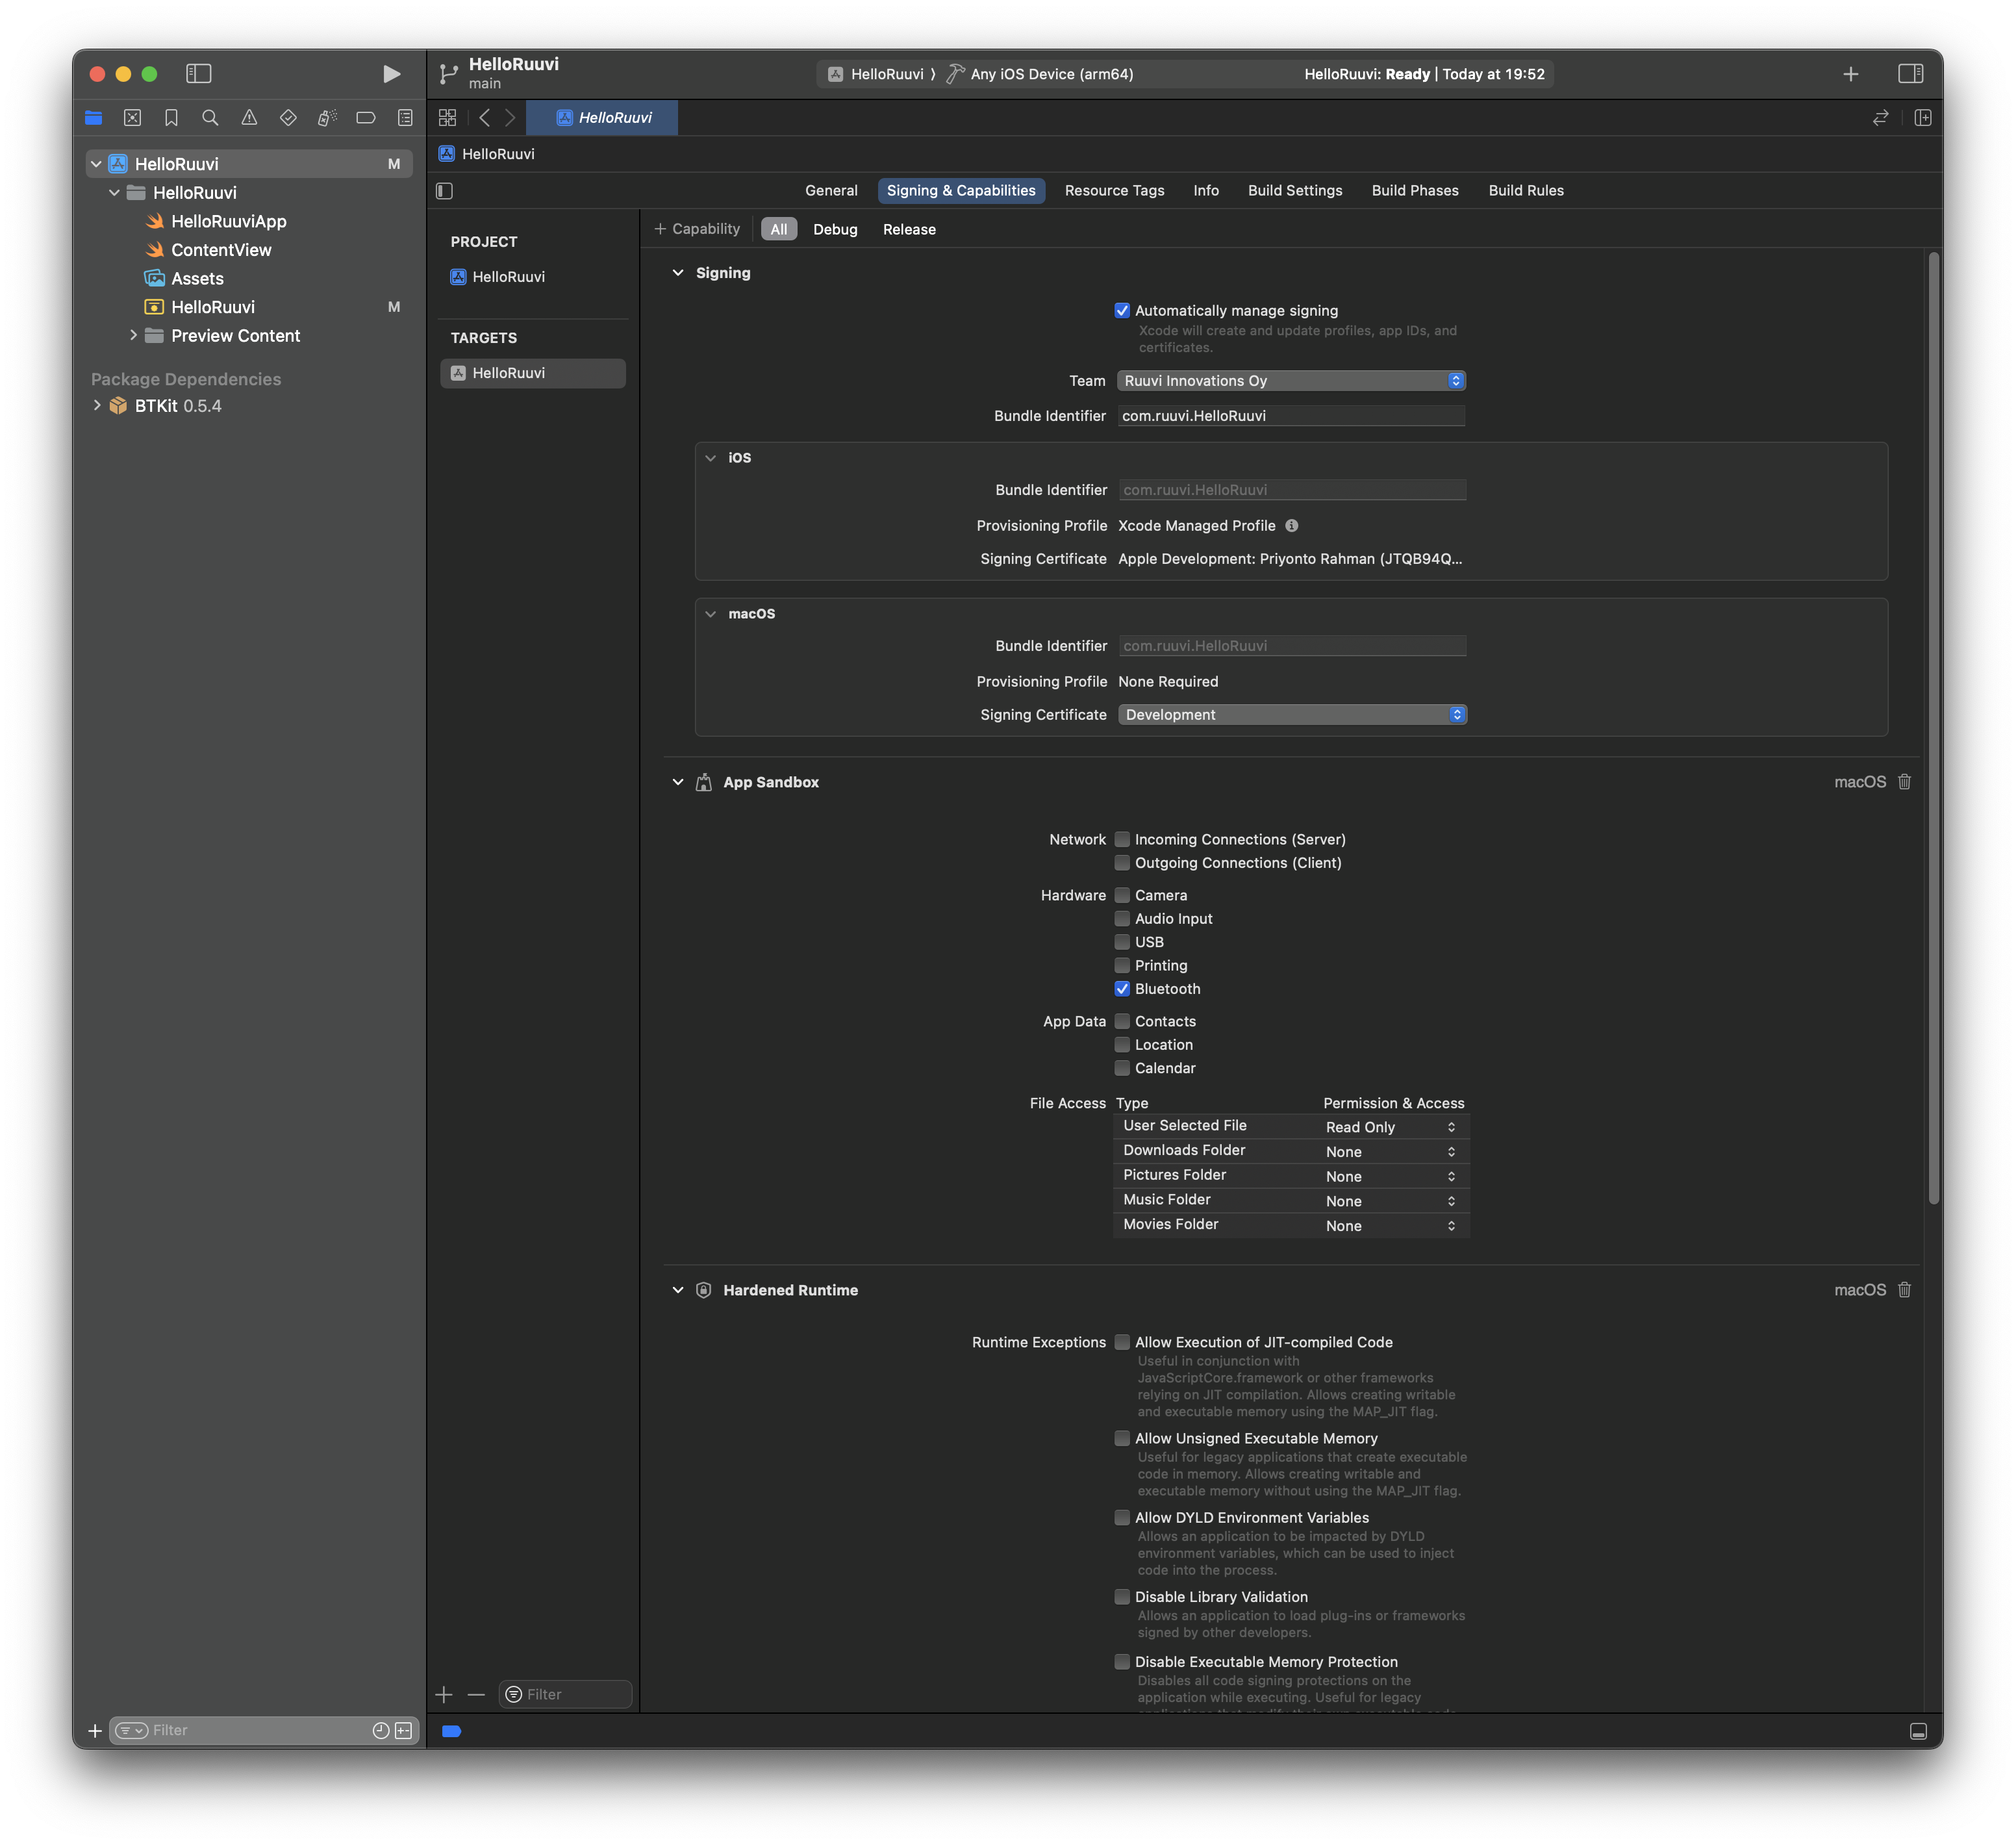 HelloRuuvi
main
HelloRuuvi ⟩ Any iOS Device (arm64)
HelloRuuvi: Ready | Today at 19:52
HelloRuuvi M
HelloRuuvi
HelloRuuviApp
ContentView
Assets
HelloRuuvi M
Preview Content
Package Dependencies
BTKit 0.5.4
Filter
HelloRuuvi
HelloRuuvi
General Signing & Capabilities Resource Tags Info Build Settings Build Phases Build Rules
PROJECT
HelloRuuvi
TARGETS
HelloRuuvi
Filter
+ Capability All Debug Release
Signing
Automatically manage signing
Xcode will create and update profiles, app IDs, and
certificates.
Team Ruuvi Innovations Oy
Bundle Identifier com.ruuvi.HelloRuuvi
iOS
Bundle Identifier com.ruuvi.HelloRuuvi
Provisioning Profile Xcode Managed Profile
Signing Certificate Apple Development: Priyonto Rahman (JTQB94Q...
macOS
Bundle Identifier com.ruuvi.HelloRuuvi
Provisioning Profile None Required
Signing Certificate Development
App Sandbox macOS
Network Incoming Connections (Server)
Outgoing Connections (Client)
Hardware Camera
Audio Input
USB
Printing
Bluetooth
App Data Contacts
Location
Calendar
File Access Type Permission & Access
User Selected File Read Only
Downloads Folder None
Pictures Folder None
Music Folder None
Movies Folder None
Hardened Runtime macOS
Runtime Exceptions Allow Execution of JIT-compiled Code
Useful in conjunction with
JavaScriptCore.framework or other frameworks
relying on JIT compilation. Allows creating writable
and executable memory using the MAP_JIT flag.
Allow Unsigned Executable Memory
Useful for legacy applications that create executable
code in memory. Allows creating writable and
executable memory without using the MAP_JIT flag.
Allow DYLD Environment Variables
Allows an application to be impacted by DYLD
environment variables, which can be used to inject
code into the process.
Disable Library Validation
Allows an application to load plug-ins or frameworks
signed by other developers.
Disable Executable Memory Protection
Disables all code signing protections on the
application while executing. Useful for legacy